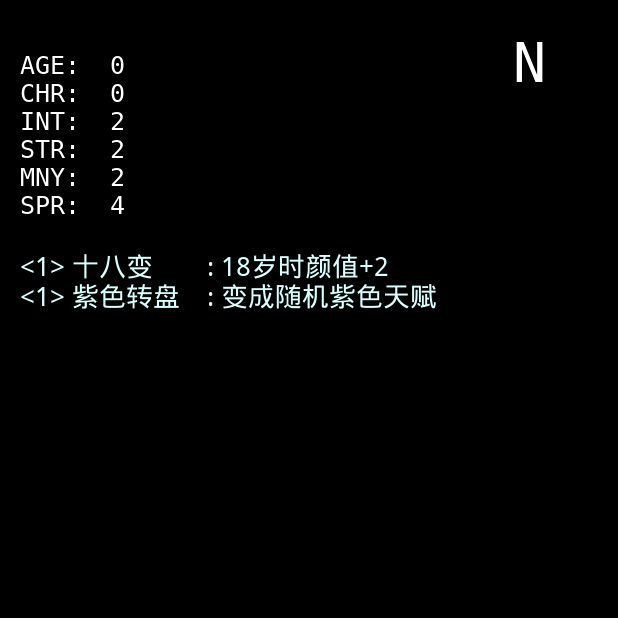 N
AGE: 0
CHR: 0
INT: 2
STR: 2
MNY: 2
SPR: 4
<1> 十八变 : 18岁时颜值+2
<1> 紫色转盘 : 变成随机紫色天赋